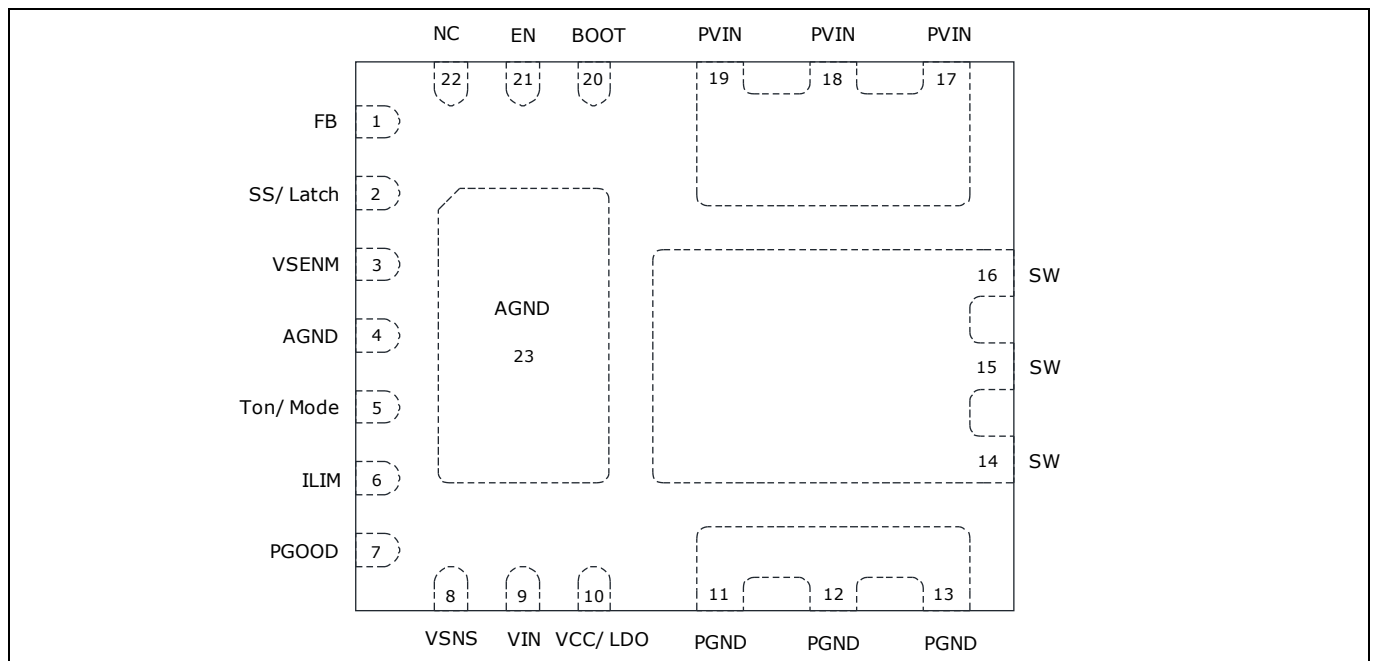 NC EN BOOT PVIN PVIN PVIN
22 21 20 19 18 17
FB 1
SS/ Latch 2
VSENM 3
16 SW
AGND
AGND 4
23
15 SW
Ton/ Mode 5
14 SW
ILIM 6
PGOOD 7
8 9 10 11 12 13
VSNS VIN VCC/ LDO PGND PGND PGND